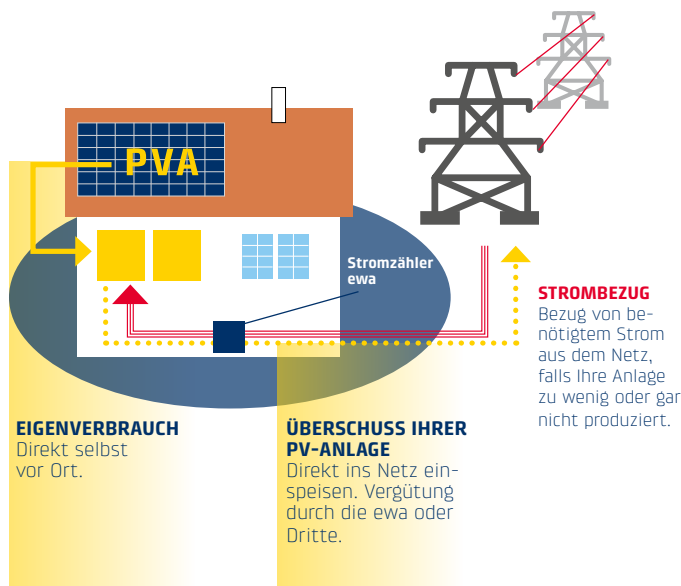 PVA
Stromzähler
ewa
STROMBEZUG
Bezug von be-
nötigtem Strom
aus dem Netz,
falls Ihre Anlage
zu wenig oder gar
nicht produziert.
EIGENVERBRAUCH
Direkt selbst
vor Ort.
ÜBERSCHUSS IHRER
PV-ANLAGE
Direkt ins Netz ein-
speisen. Vergütung
durch die ewa oder
Dritte.